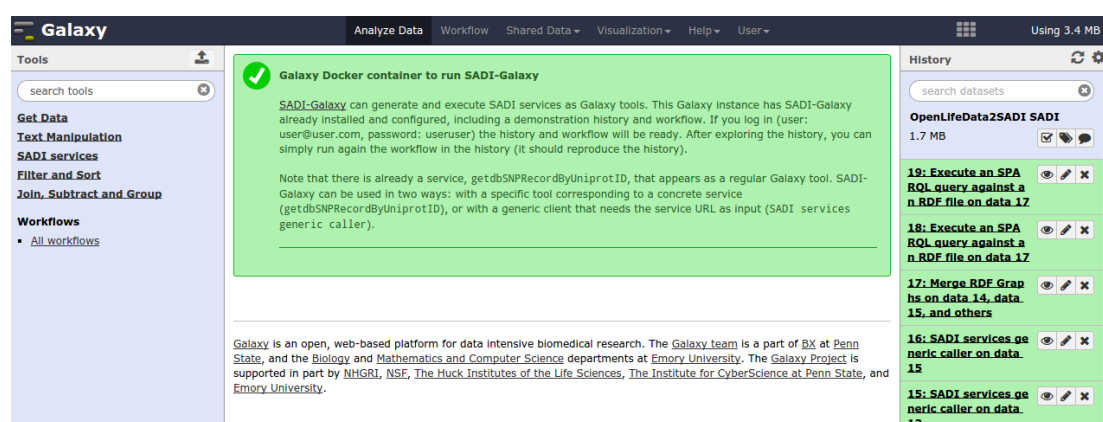 Galaxy
Analyze Data Workflow Shared Data Visualization Help User
Using 3.4 MB
Tools
search tools
Get Data
Text Manipulation
SADI services
Filter and Sort
Join, Subtract and Group
Workflows
All workflows
Galaxy Docker container to run SADI-Galaxy
SADI-Galaxy can generate and execute SADI services as Galaxy tools. This Galaxy instance has SADI-Galaxy
already installed and configured, including a demonstration history and workflow. If you log in (user:
user@user.com, password: useruser) the history and workflow will be ready. After exploring the history, you can
simply run again the workflow in the history (it should reproduce the history).
Note that there is already a service, getdbSNPRecordByUniprotID, that appears as a regular Galaxy tool. SADI-
Galaxy can be used in two ways: with a specific tool corresponding to a concrete service
(getdbSNPRecordByUniprotID), or with a generic client that needs the service URL as input (SADI services
generic caller).
Galaxy is an open, web-based platform for data intensive biomedical research. The Galaxy team is a part of BX at Penn
State, and the Biology and Mathematics and Computer Science departments at Emory University. The Galaxy Project is
supported in part by NHGRI, NSF, The Huck Institutes of the Life Sciences, The Institute for CyberScience at Penn State, and
Emory University.
History
search datasets
OpenLifeData2SADI SADI
1.7 MB
19: Execute an SPA
RQL query against a
n RDF file on data 17
18: Execute an SPA
RQL query against a
n RDF file on data 17
17: Merge RDF Grap
hs on data 14, data
15, and others
16: SADI services ge
neric caller on data
15
15: SADI services ge
neric caller on data